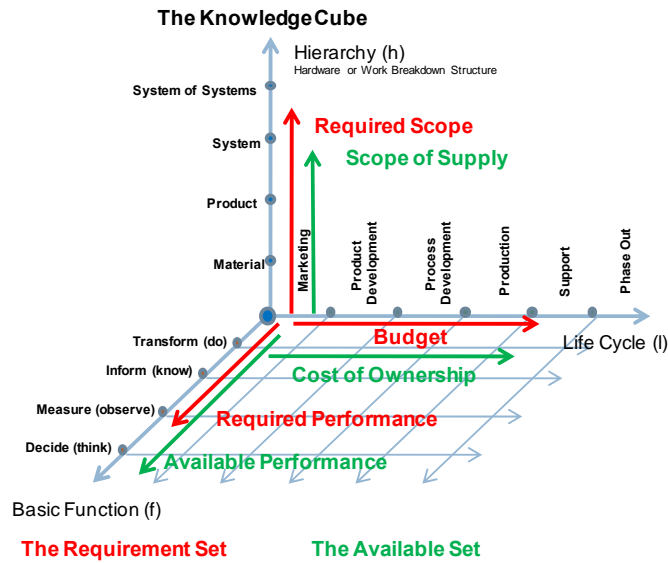 The Knowledge Cube
Hierarchy (h)
Hardware or Work Breakdown Structure
System of Systems
Required Scope
System
Scope of Supply
Product
Material
Marketing
Product
Development
Process
Development
Production
Support
Phase Out
Transform (do)
Budget
Life Cycle (l)
Inform (know)
Cost of Ownership
Measure (observe)
Required Performance
Decide (think)
Available Performance
Basic Function (f)
The Requirement Set
The Available Set